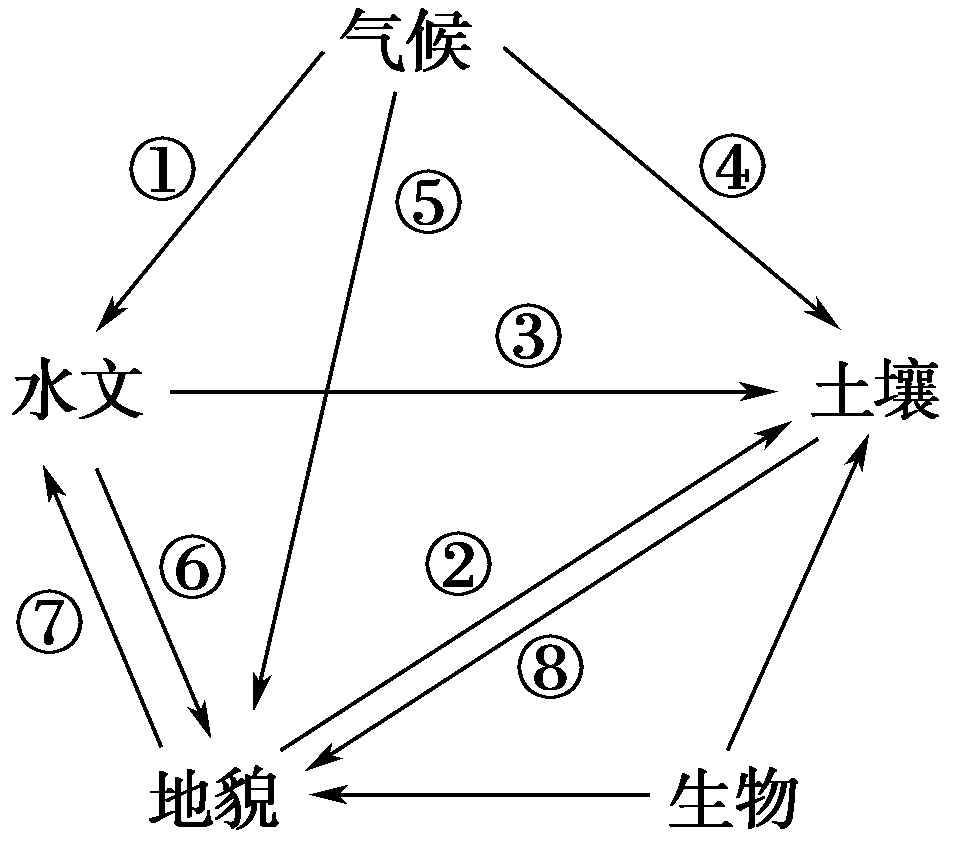 气候
①
④
⑤
③
水文
土壤
②
⑥
⑦
⑧
地貌
生物